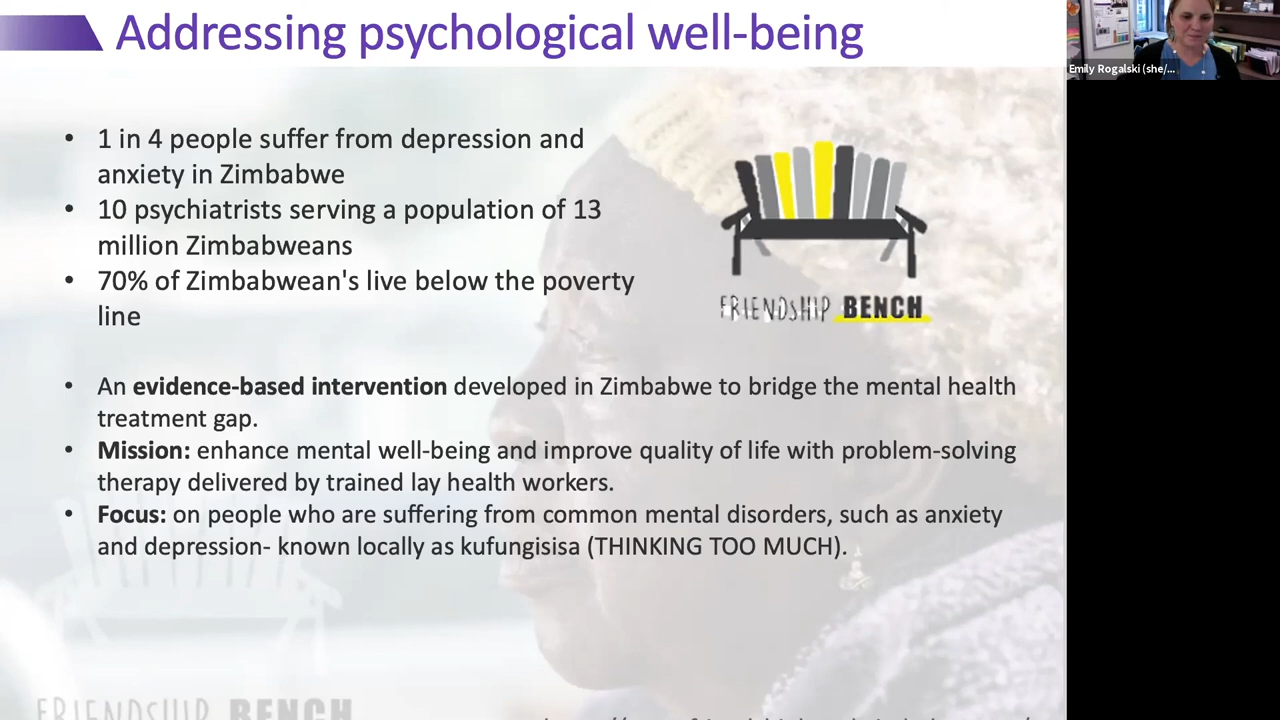 Addressing psychological well-being
Emily Rogalski (she/...
• 1 in 4 people suffer from depression and
anxiety in Zimbabwe
• 10 psychiatrists serving a population of 13
million Zimbabweans
• 70% of Zimbabwean's live below the poverty
line
FRIENDSHIP BENCH
• An evidence-based intervention developed in Zimbabwe to bridge the mental health
treatment gap.
• Mission: enhance mental well-being and improve quality of life with problem-solving
therapy delivered by trained lay health workers.
• Focus: on people who are suffering from common mental disorders, such as anxiety
and depression- known locally as kufungisisa (THINKING TOO MUCH).
FRIENDSHIP BENCH